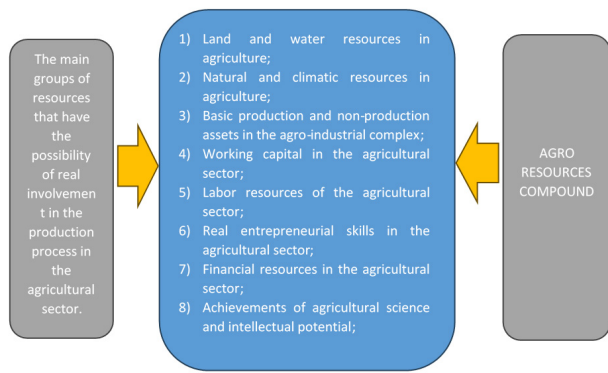 The main
groups of
resources
that have
the
possibility
of real
involvemen
t in the
production
process in
the
agricultural
sector.
1) Land and water resources in
agriculture;
2) Natural and climatic resources in
agriculture;
3) Basic production and non-production
assets in the agro-industrial complex;
4) Working capital in the agricultural
sector;
5) Labor resources of the agricultural
sector;
6) Real entrepreneurial skills in the
agricultural sector;
7) Financial resources in the agricultural
sector;
8) Achievements of agricultural science
and intellectual potential;
AGRO
RESOURCES
COMPOUND